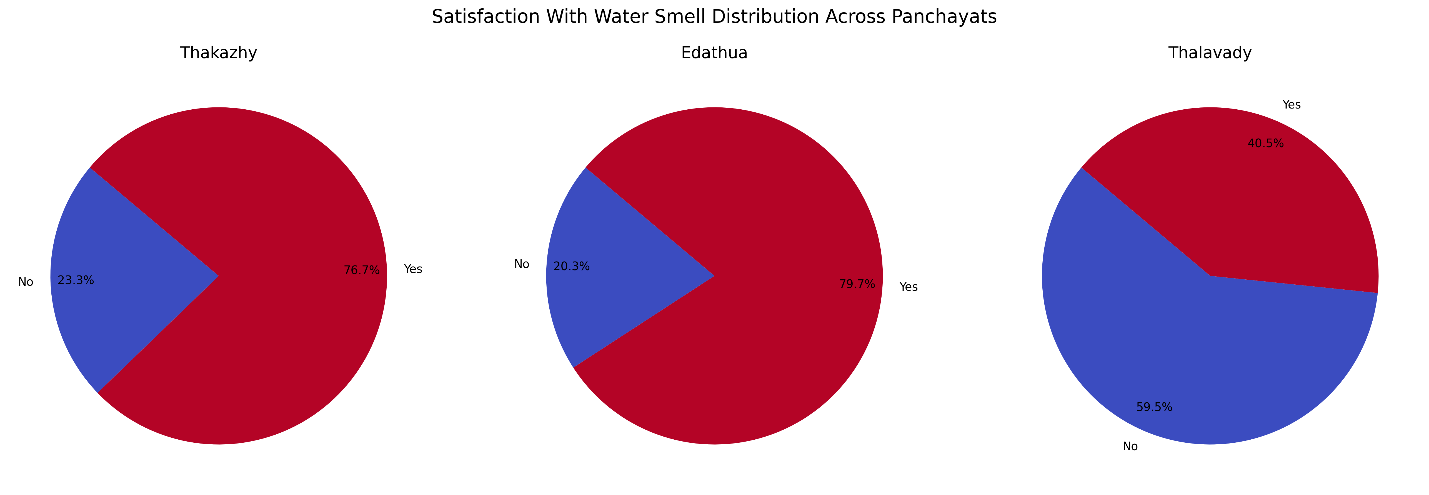 Satisfaction With Water Smell Distribution Across Panchayats
Thakazhy
No
23.3%
76.7%
Yes
Edathua
No
20.3%
79.7%
Yes
Thalavady
Yes
40.5%
59.5%
No